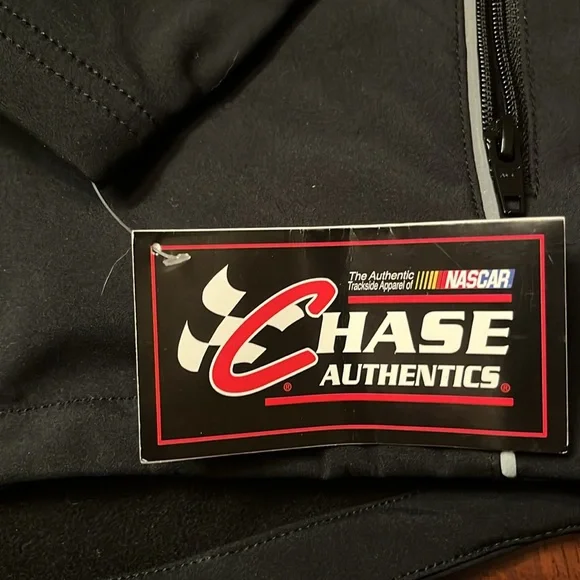 The Authentic
Trackside Apparel of NASCAR
CHASE
AUTHENTICS